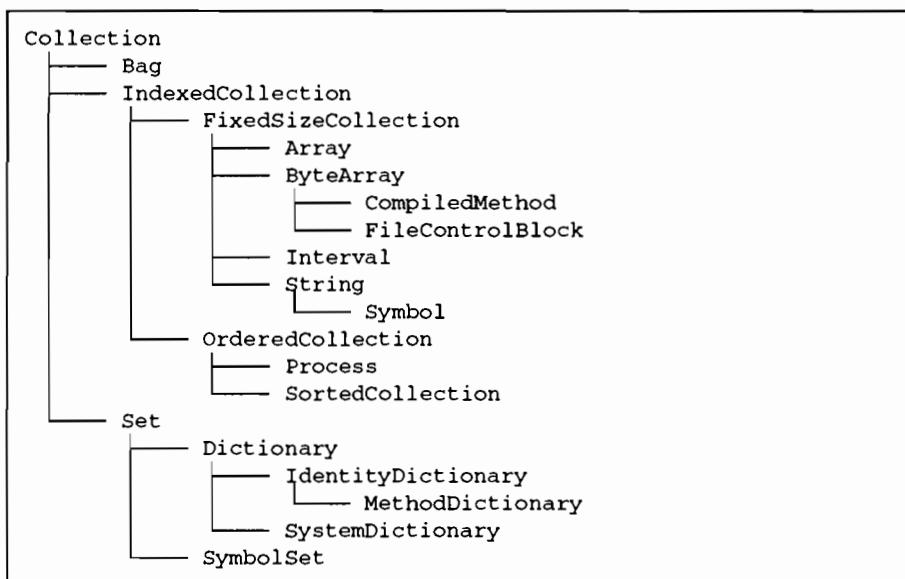 Collection
Bag
IndexedCollection
FixedSizeCollection
Array
ByteArray
CompiledMethod
FileControlBlock
Interval
String
Symbol
OrderedCollection
Process
SortedCollection
Set
Dictionary
IdentityDictionary
MethodDictionary
SystemDictionary
SymbolSet